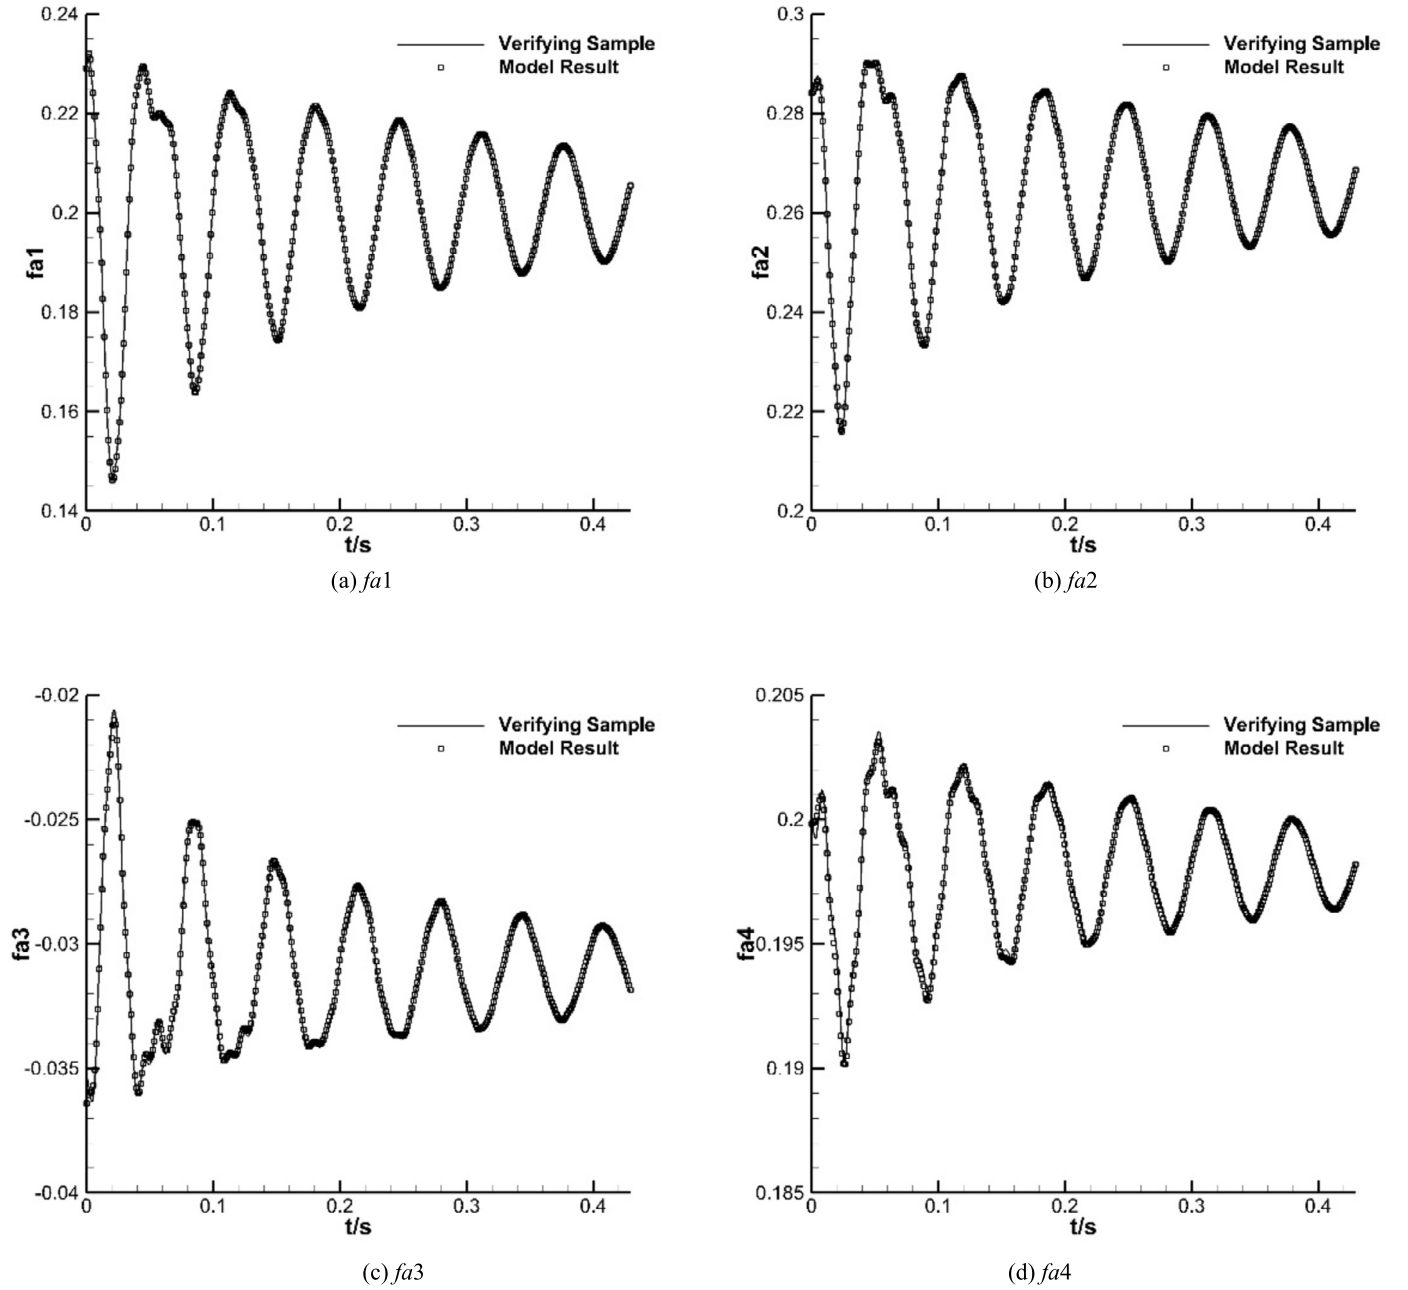 0.24
0.22
0.2
0.18
0.16
0.14
fa1
0 0.1 0.2 0.3 0.4
t/s
Verifying Sample
Model Result
(a) fa1
0.3
0.28
0.26
0.24
0.22
0.2
fa2
0 0.1 0.2 0.3 0.4
t/s
Verifying Sample
Model Result
(b) fa2
-0.02
-0.025
-0.03
-0.035
-0.04
fa3
0 0.1 0.2 0.3 0.4
t/s
Verifying Sample
Model Result
(c) fa3
0.205
0.2
0.195
0.19
0.185
fa4
0 0.1 0.2 0.3 0.4
t/s
Verifying Sample
Model Result
(d) fa4